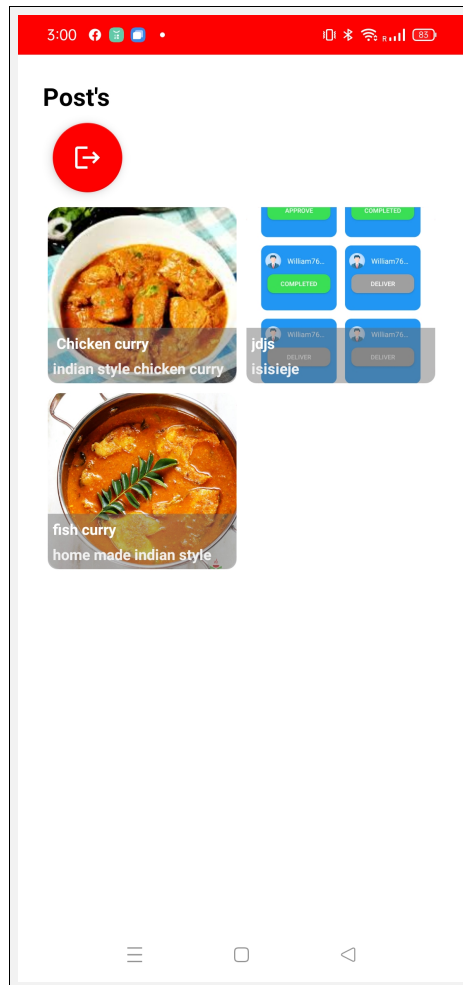 3:00
R 83
Post's
Chicken curry
indian style chicken curry
APPROVE COMPLETED
William76... William76...
COMPLETED DELIVER
William76... William76...
DELIVER DELIVER
jdjs
isisieje
fish curry
home made indian style